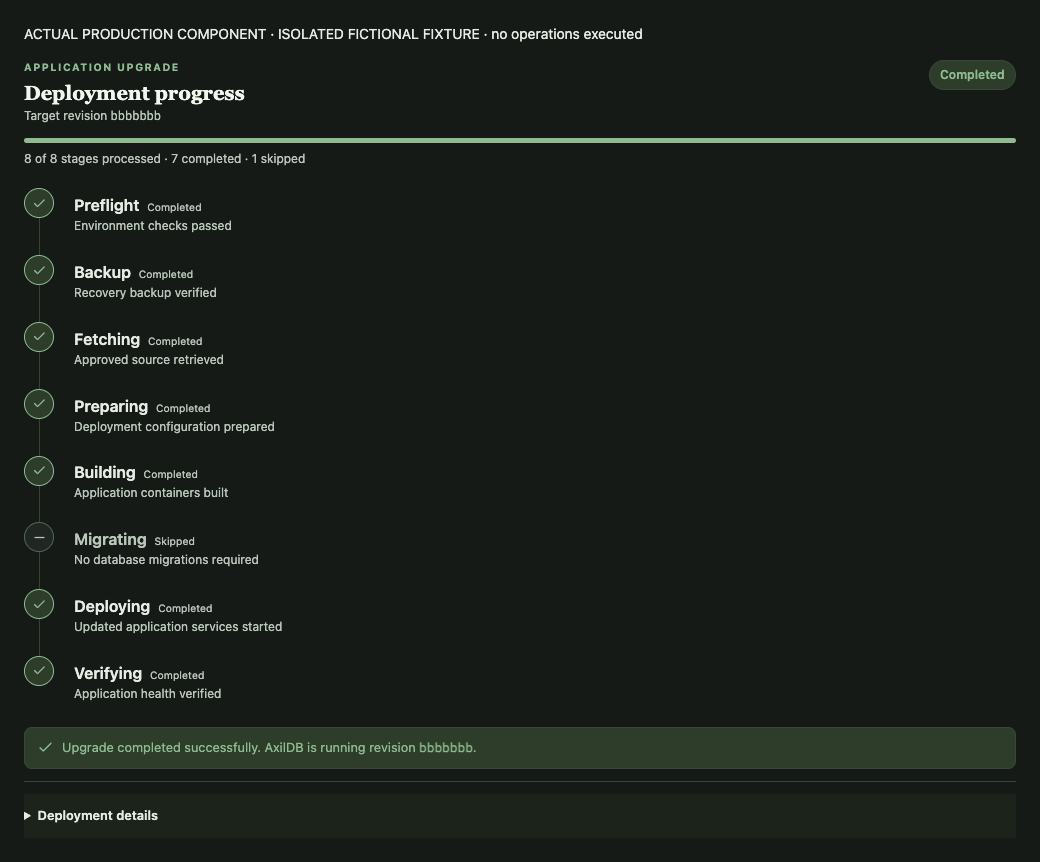 ACTUAL PRODUCTION COMPONENT · ISOLATED FICTIONAL FIXTURE · no operations executed
APPLICATION UPGRADE
Completed
Deployment progress
Target revision bbbbbbb
8 of 8 stages processed · 7 completed · 1 skipped
Preflight Completed
Environment checks passed
Backup Completed
Recovery backup verified
Fetching Completed
Approved source retrieved
Preparing Completed
Deployment configuration prepared
Building Completed
Application containers built
Migrating Skipped
No database migrations required
Deploying Completed
Updated application services started
Verifying Completed
Application health verified
Upgrade completed successfully. AxilDB is running revision bbbbbbb.
Deployment details